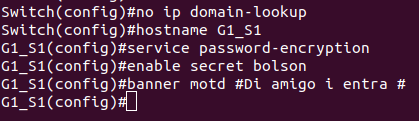 Switch(config)#no ip domain-lookup
Switch(config)#hostname G1_S1
G1_S1(config)#service password-encryption
G1_S1(config)#enable secret bolson
G1_S1(config)#banner motd #Di amigo i entra #
G1_S1(config)#